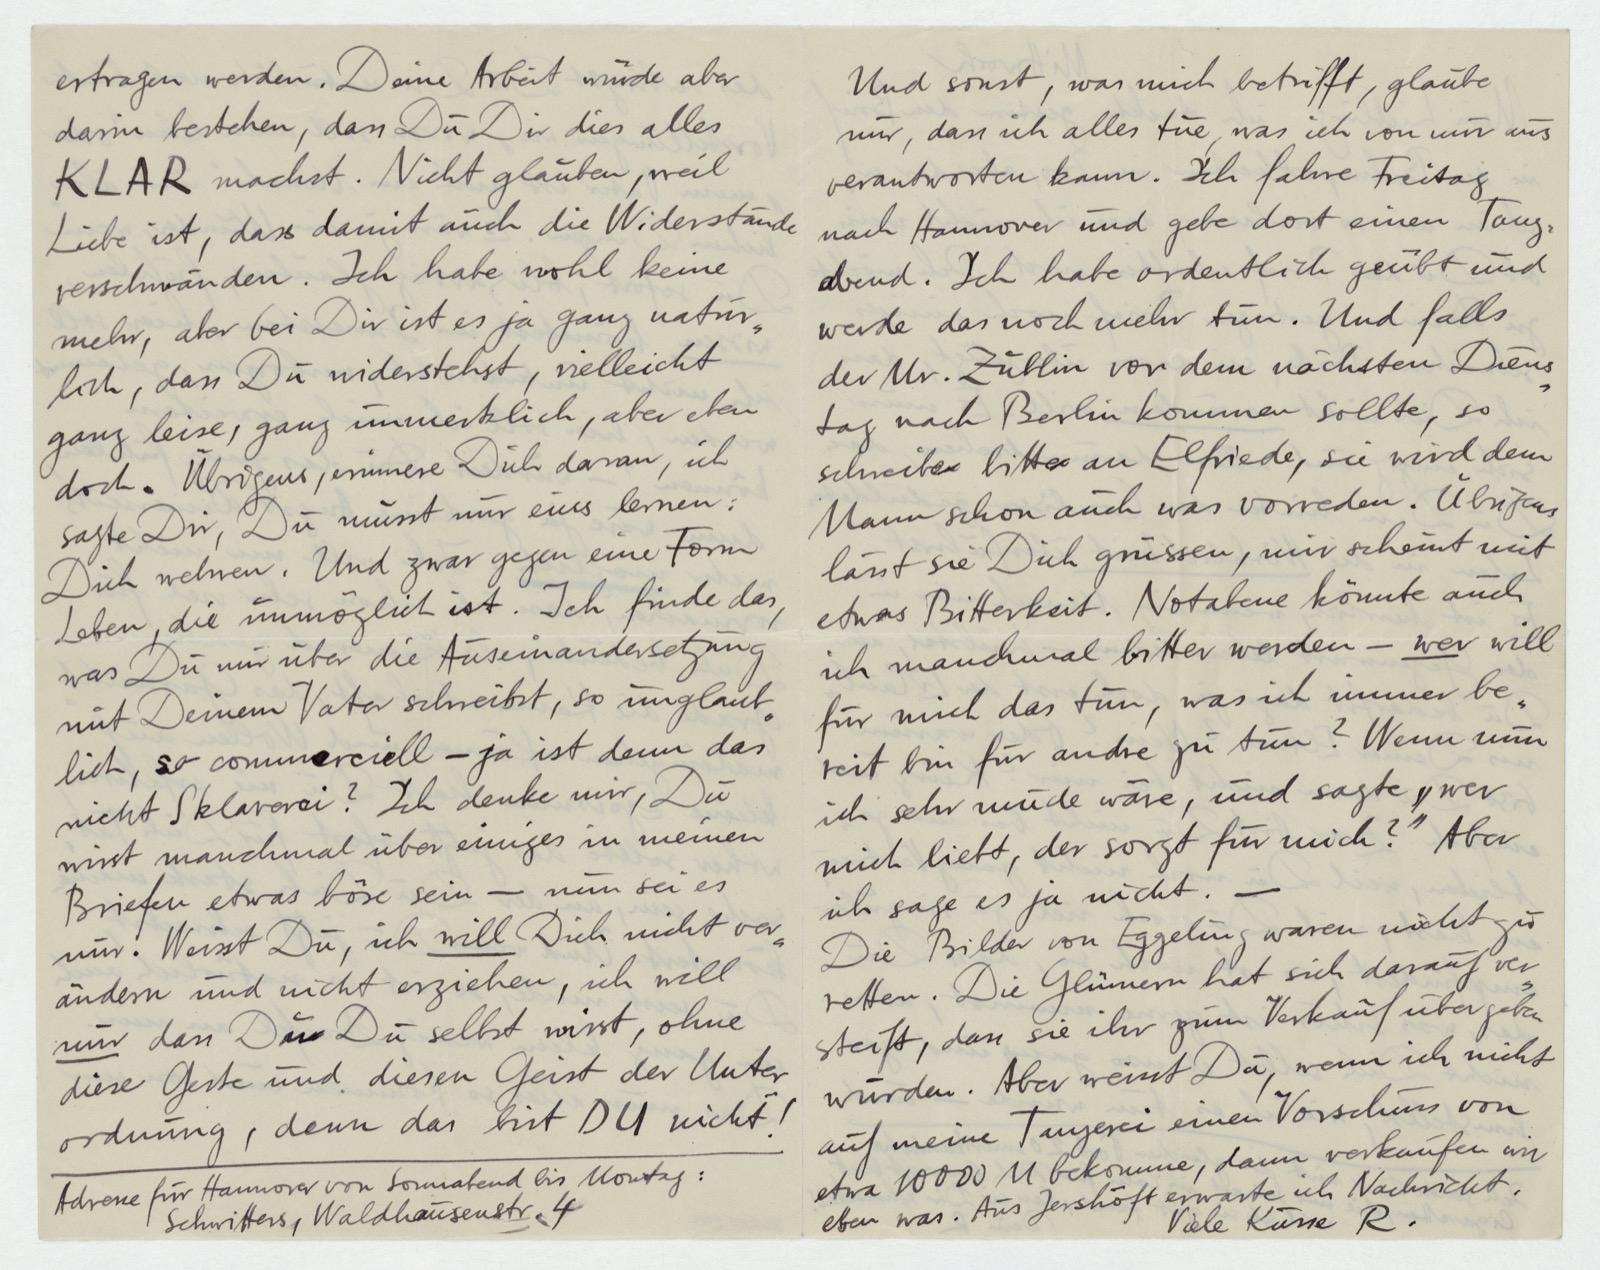 ertragen werden. Deine Arbeit würde aber
darin bestehen, dass Du Dir dies alles
KLAR machst. Nicht glauben, weil
Liebe ist, dass damit auch die Widerstände
verschwänden. Ich habe wohl keine
mehr, aber bei Dir ist es ja ganz natür„
lich, dass Du widerstehst, vielleicht
ganz leise, ganz unmerklich, aber eben
doch. Übrigens, erinnere Dich daran, ich
sagte Dir, Du musst nur eins lernen:
Dich wehren. Und zwar gegen eine Form
Leben, die unmöglich ist. Ich finde das,
was Du mir über die Auseinandersetzung
mit Deinem Vater schreibst, so unglaub„
lich, so commerciell – ja ist denn das
nicht Sklaverei? Ich denke mir, Du
wirst manchmal über einiges in meinen
Briefen etwas böse sein – nun sei es
nur. Weisst Du, ich will Dich nicht ver„
ändern und nicht erziehen, ich will
nur dass Du Du selbst wirst, ohne
diese Geste und diesen Geist der Unter
ordnung, denn das bist DU nicht!
Adresse für Hannover von Sonnabend bis Montag:
Schwitters, Waldhausenstr. 4
Und sonst, was mich betrifft, glaube
nur, dass ich alles tue, was ich von mir aus
verantworten kann. Ich fahre Freitag
nach Hannover und gebe dort einen Tanz„
abend. Ich habe ordentlich geübt und
werde das noch mehr tun. Und falls
der Mr. Züblin vor dem nächsten Diens„
tag nach Berlin kommen sollte, so
schreibe bitte an Elfriede, sie wird dem
Mann schon auch was vorreden. Übrigens
lässt sie Dich grüssen, mir scheint mit
etwas Bitterkeit. Notabene könnte auch
ich manchmal bitter werden – wer will
für mich das tun, was ich immer be„
reit bin für andre zu tun? Wenn nun
ich sehr müde wäre, und sagte „wer
mich liebt, der sorgt für mich?" Aber
ich sage es ja nicht. —
Die Bilder von Eggeling waren nicht zu
retten. Die Glümern hat sich darauf ver„
steift, dass sie ihr zum Verkauf übergeben
würden. Aber weisst Du, wenn ich nicht
auf meine Tanzerei einen Vorschuss von
etwa 10000 M bekomme, dann verkaufen wir
eben was. Aus Jershöft erwarte ich Nachricht.
Viele Küsse R.